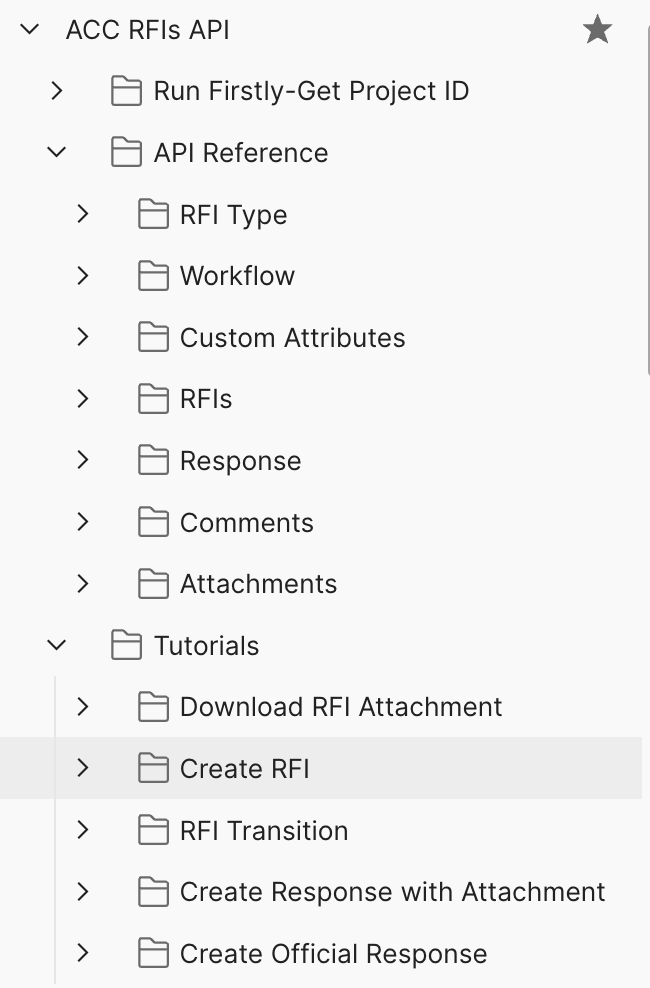 ACC RFIs API
Run Firstly-Get Project ID
API Reference
RFI Type
Workflow
Custom Attributes
RFIs
Response
Comments
Attachments
Tutorials
Download RFI Attachment
Create RFI
RFI Transition
Create Response with Attachment
Create Official Response